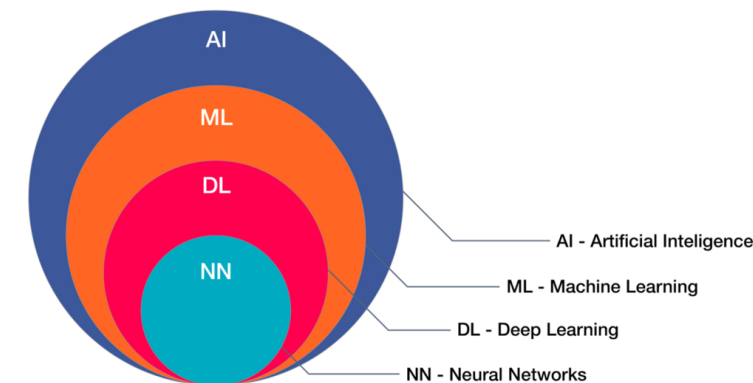 AI
ML
DL
NN
AI - Artificial Inteligence
ML - Machine Learning
DL - Deep Learning
NN - Neural Networks